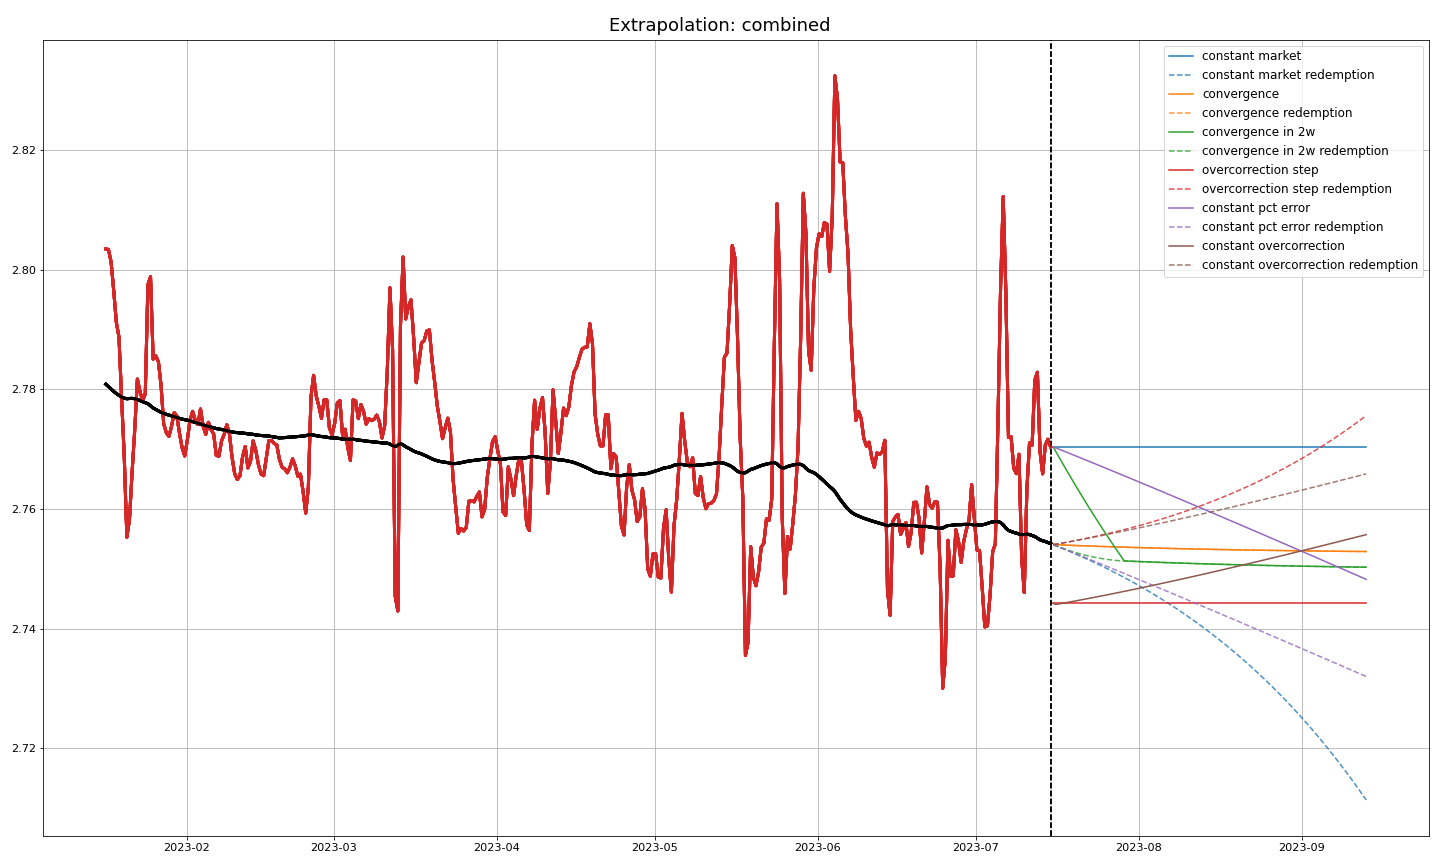 Extrapolation: combined
constant market
constant market redemption
convergence
convergence redemption
convergence in 2w
convergence in 2w redemption
overcorrection step
overcorrection step redemption
constant pct error
constant pct error redemption
constant overcorrection
constant overcorrection redemption
2.82
2.80
2.78
2.76
2.74
2.72
2023-02 2023-03 2023-04 2023-05 2023-06 2023-07 2023-08 2023-09